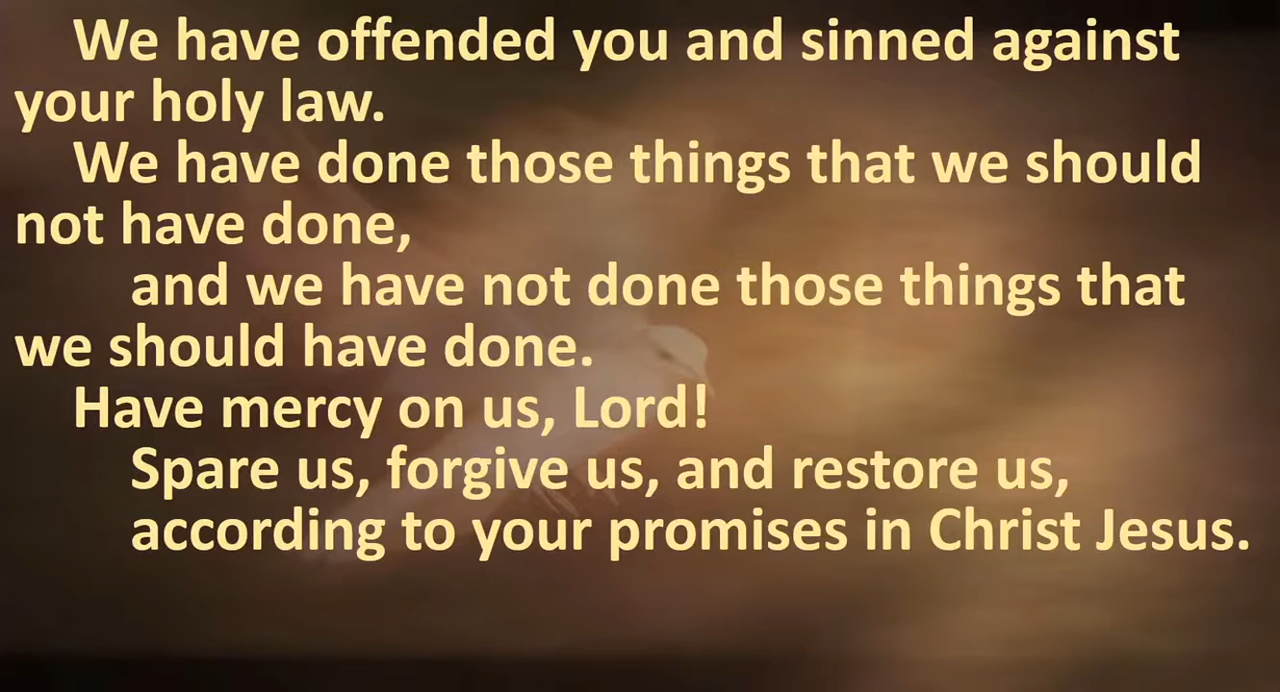 We have offended you and sinned against
your holy law.
We have done those things that we should
not have done,
and we have not done those things that
we should have done.
Have mercy on us, Lord!
Spare us, forgive us, and restore us,
according to your promises in Christ Jesus.